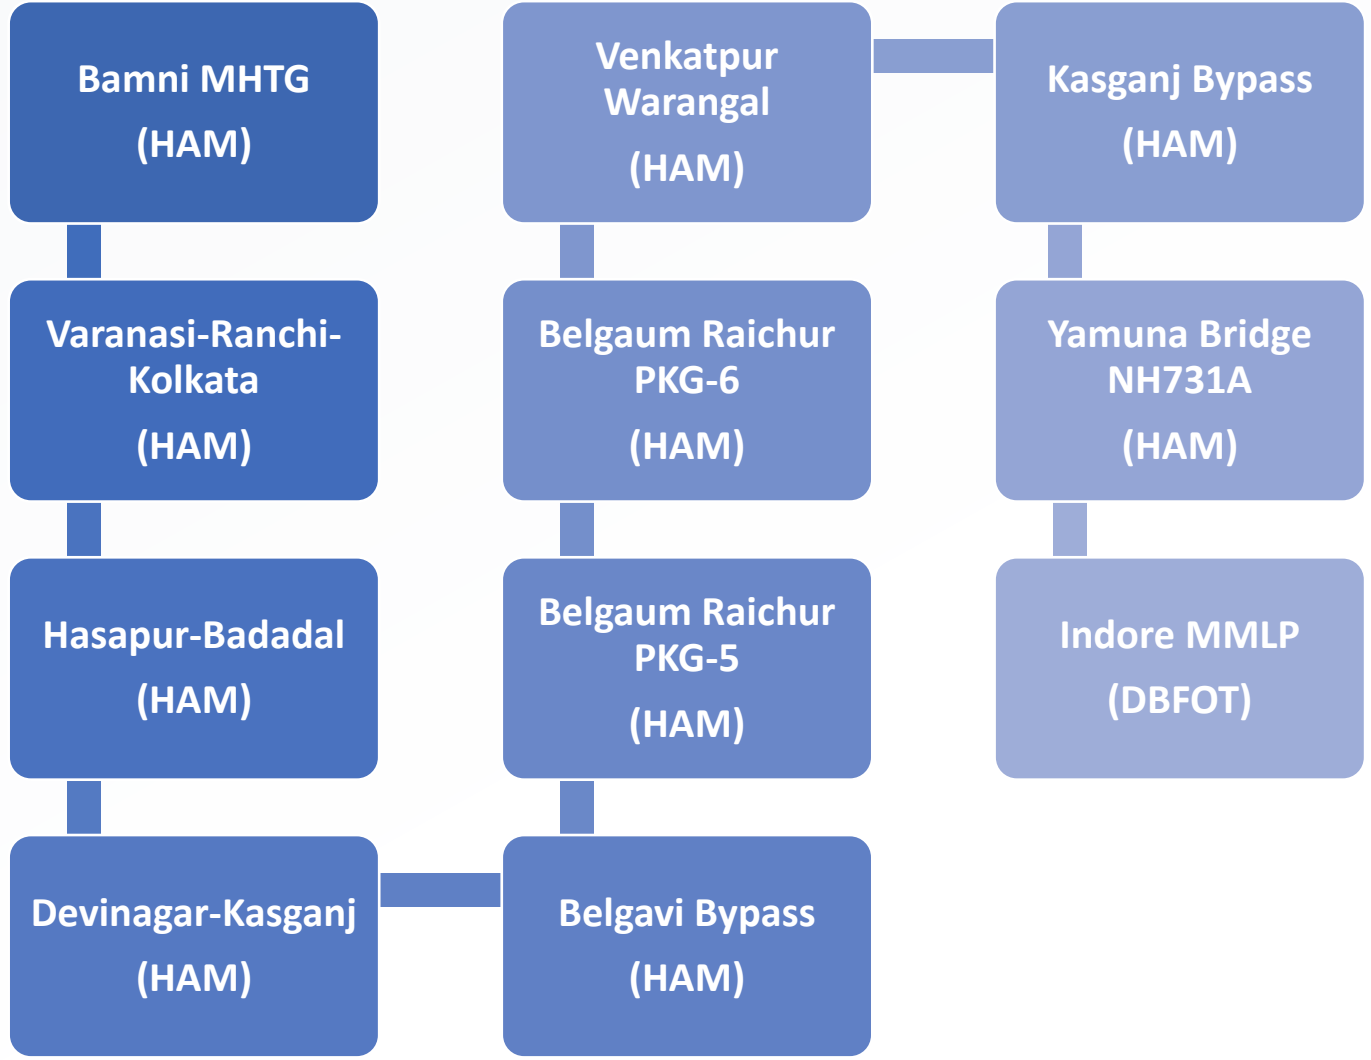 Bamni MHTG
(HAM)
Varanasi-Ranchi-
Kolkata
(HAM)
Hasapur-Badadal
(HAM)
Devinagar-Kasganj
(HAM)
Belgavi Bypass
(HAM)
Belgaum Raichur
PKG-5
(HAM)
Belgaum Raichur
PKG-6
(HAM)
Venkatpur
Warangal
(HAM)
Kasganj Bypass
(HAM)
Yamuna Bridge
NH731A
(HAM)
Indore MMLP
(DBFOT)